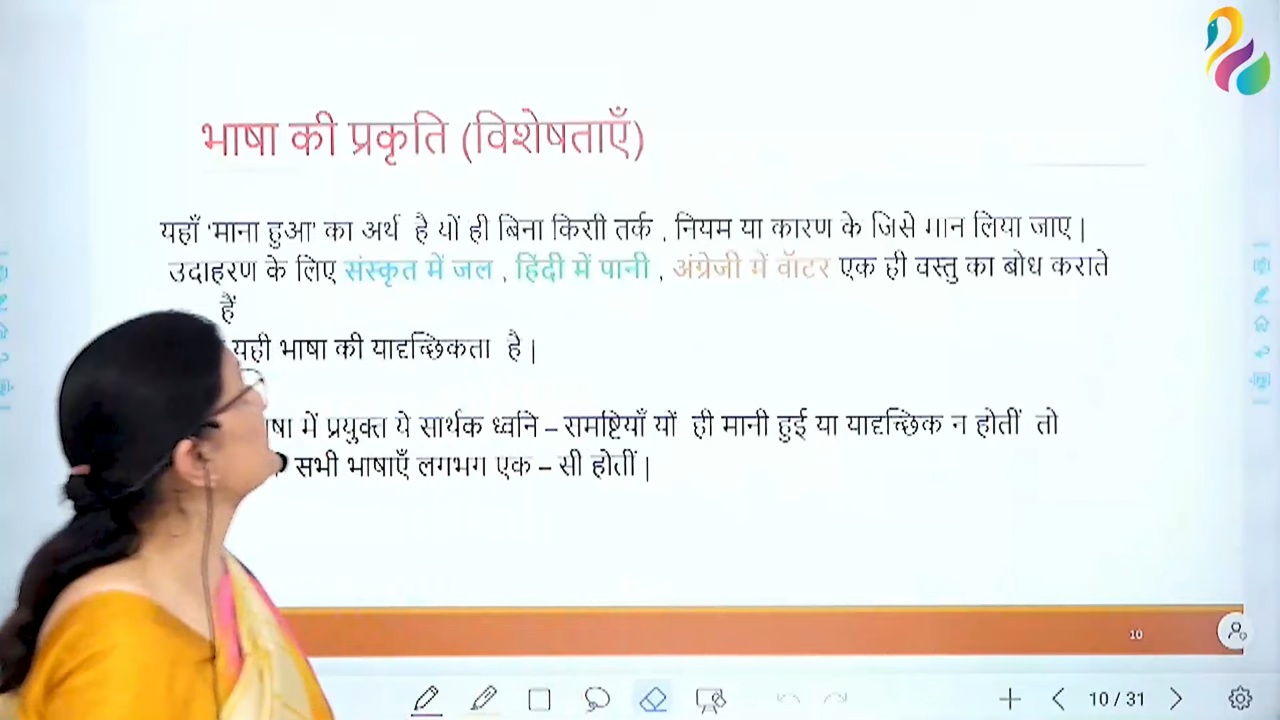 भाषा की प्रकृति (विशेषताएँ)
यहाँ 'माना हुआ' का अर्थ है यों ही बिना किसी तर्क , नियम या कारण के जिसे मान लिया जाए |
उदाहरण के लिए संस्कृत में जल , हिंदी में पानी , अंग्रेजी में वॉटर एक ही वस्तु का बोध कराते
हैं
यही भाषा की यादृच्छिकता है |
में प्रयुक्त ये सार्थक ध्वनि – समष्टियाँ यों ही मानी हुई या यादृच्छिक न होतीं तो
सभी भाषाएँ लगभग एक – सी होतीं |
10
10 / 31